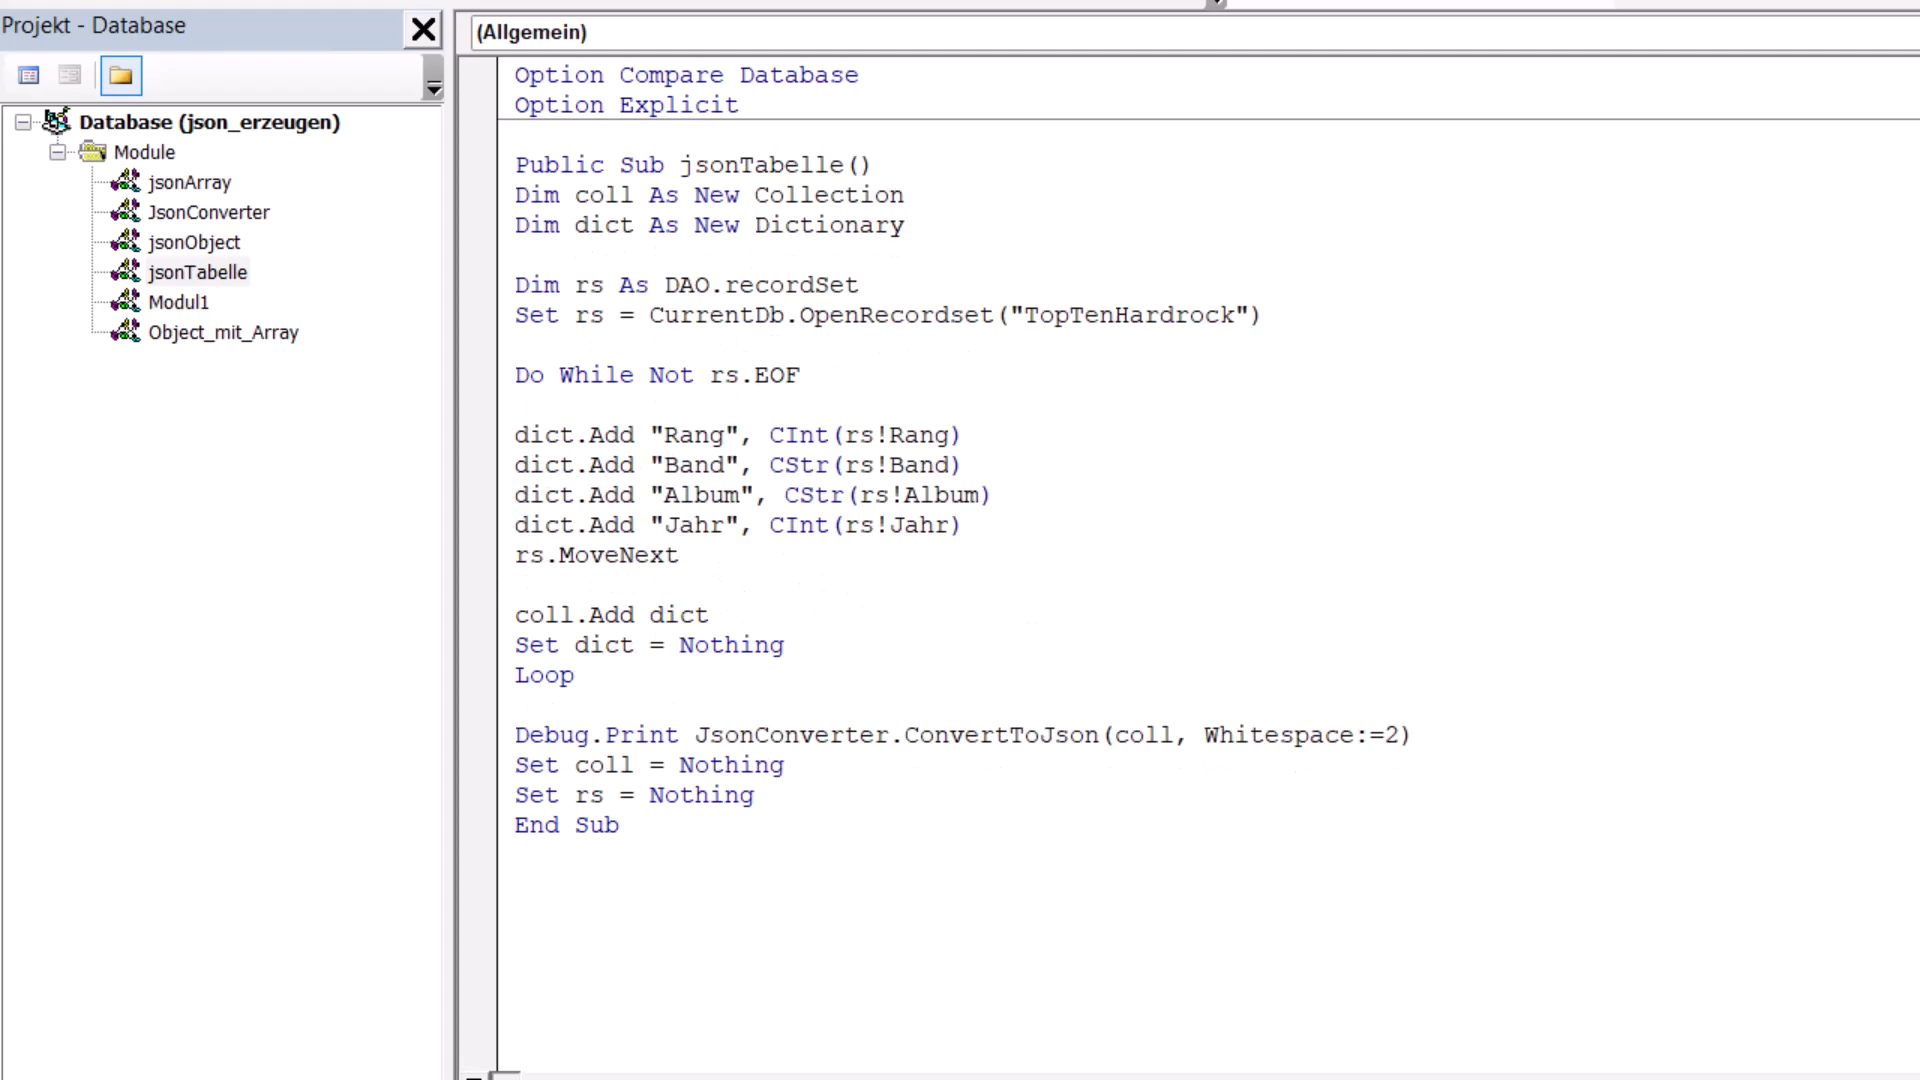 Projekt - Database
Database (json_erzeugen)
Module
jsonArray
JsonConverter
jsonObject
jsonTabelle
Modul1
Object_mit_Array
(Allgemein)
Option Compare Database
Option Explicit
Public Sub jsonTabelle()
Dim coll As New Collection
Dim dict As New Dictionary
Dim rs As DAO.recordSet
Set rs = CurrentDb.OpenRecordset("TopTenHardrock")
Do While Not rs.EOF
dict.Add "Rang", CInt(rs!Rang)
dict.Add "Band", CStr(rs!Band)
dict.Add "Album", CStr(rs!Album)
dict.Add "Jahr", CInt(rs!Jahr)
rs.MoveNext
coll.Add dict
Set dict = Nothing
Loop
Debug.Print JsonConverter.ConvertToJson(coll, Whitespace:=2)
Set coll = Nothing
Set rs = Nothing
End Sub